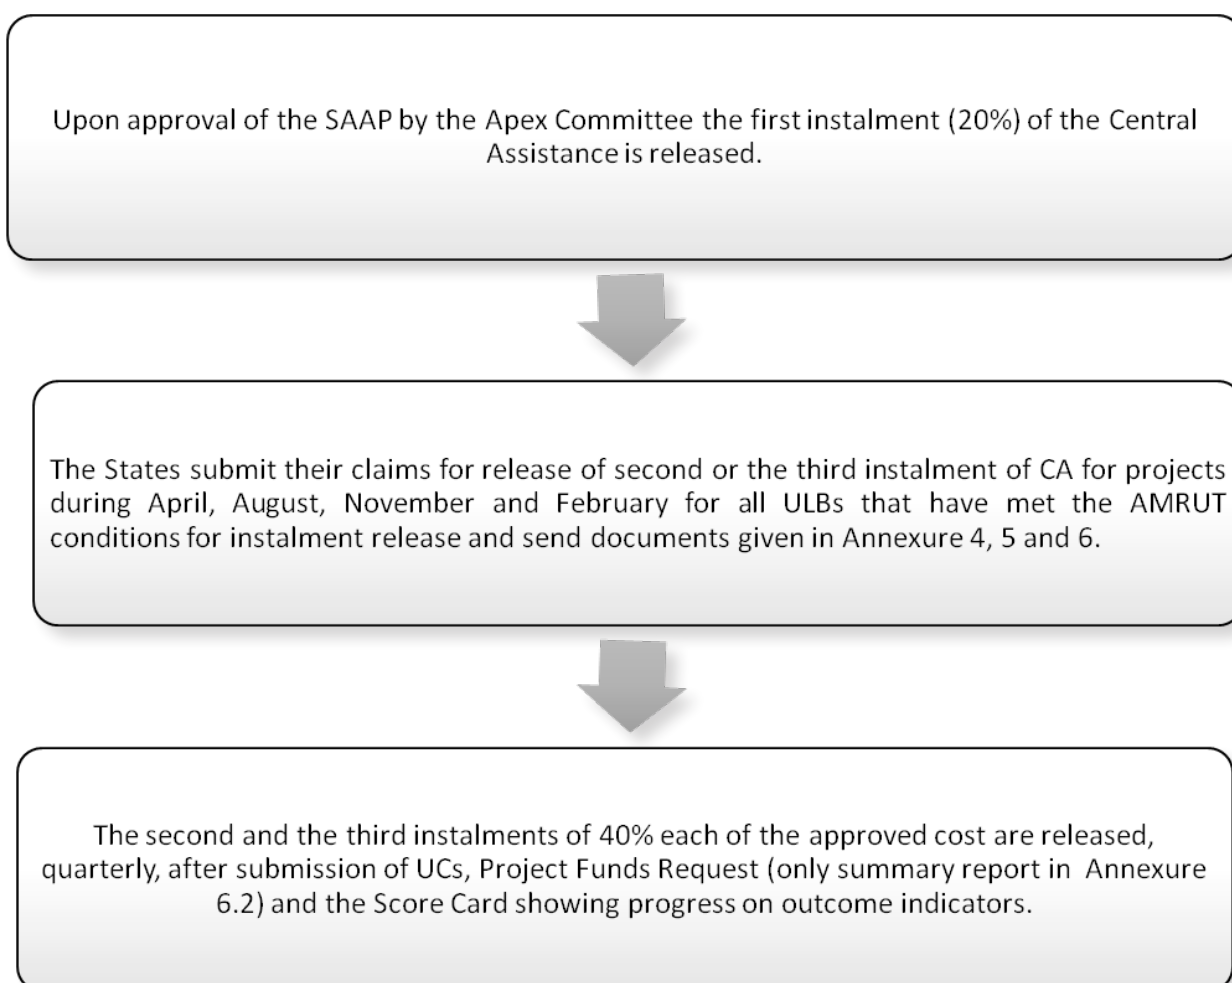 Upon approval of the SAAP by the Apex Committee the first instalment (20%) of the Central
Assistance is released.
The States submit their claims for release of second or the third instalment of CA for projects
during April, August, November and February for all ULBs that have met the AMRUT
conditions for instalment release and send documents given in Annexure 4, 5 and 6.
The second and the third instalments of 40% each of the approved cost are released,
quarterly, after submission of UCs, Project Funds Request (only summary report in Annexure
6.2) and the Score Card showing progress on outcome indicators.